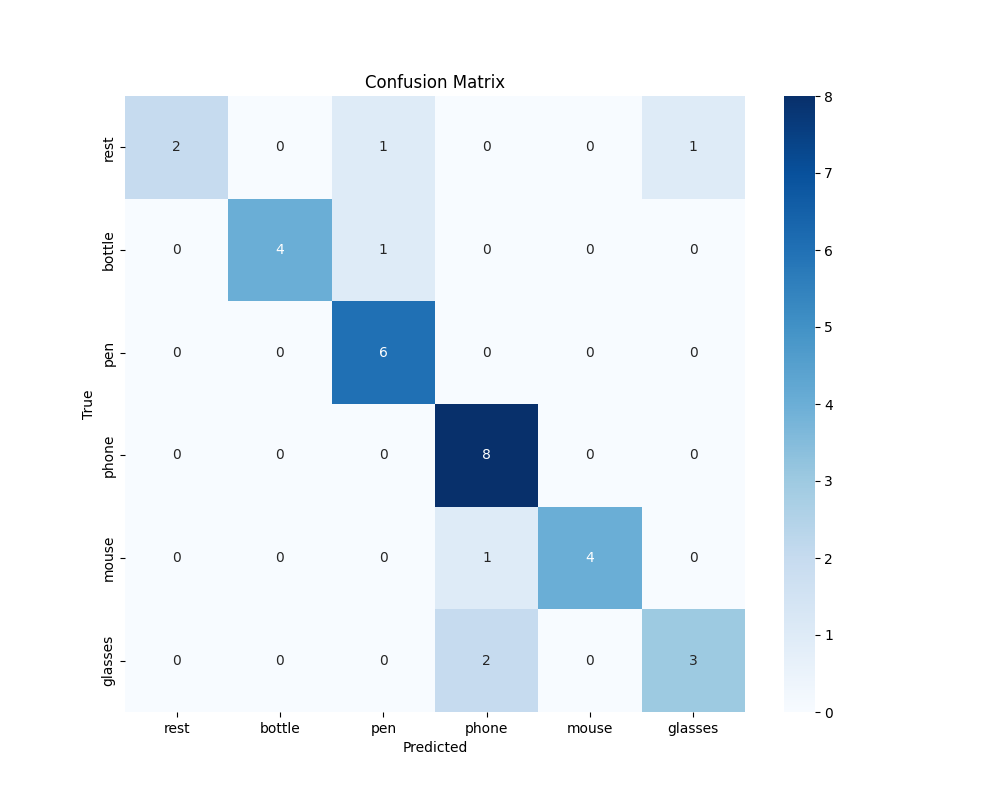 Confusion Matrix
True
rest 2 0 1 0 0 1
bottle 0 4 1 0 0 0
pen 0 0 6 0 0 0
phone 0 0 0 8 0 0
mouse 0 0 0 1 4 0
glasses 0 0 0 2 0 3
rest bottle pen phone mouse glasses
Predicted
8
7
6
5
4
3
2
1
0